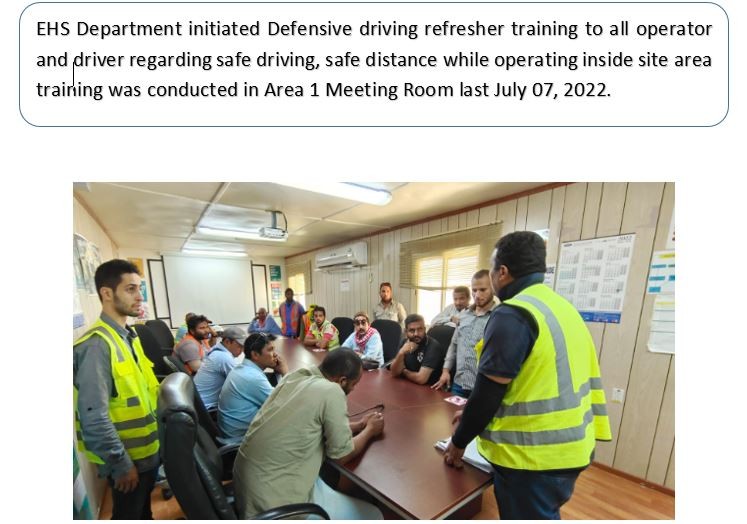 EHS Department initiated Defensive driving refresher training to all operator
and driver regarding safe driving, safe distance while operating inside site area
training was conducted in Area 1 Meeting Room last July 07, 2022.